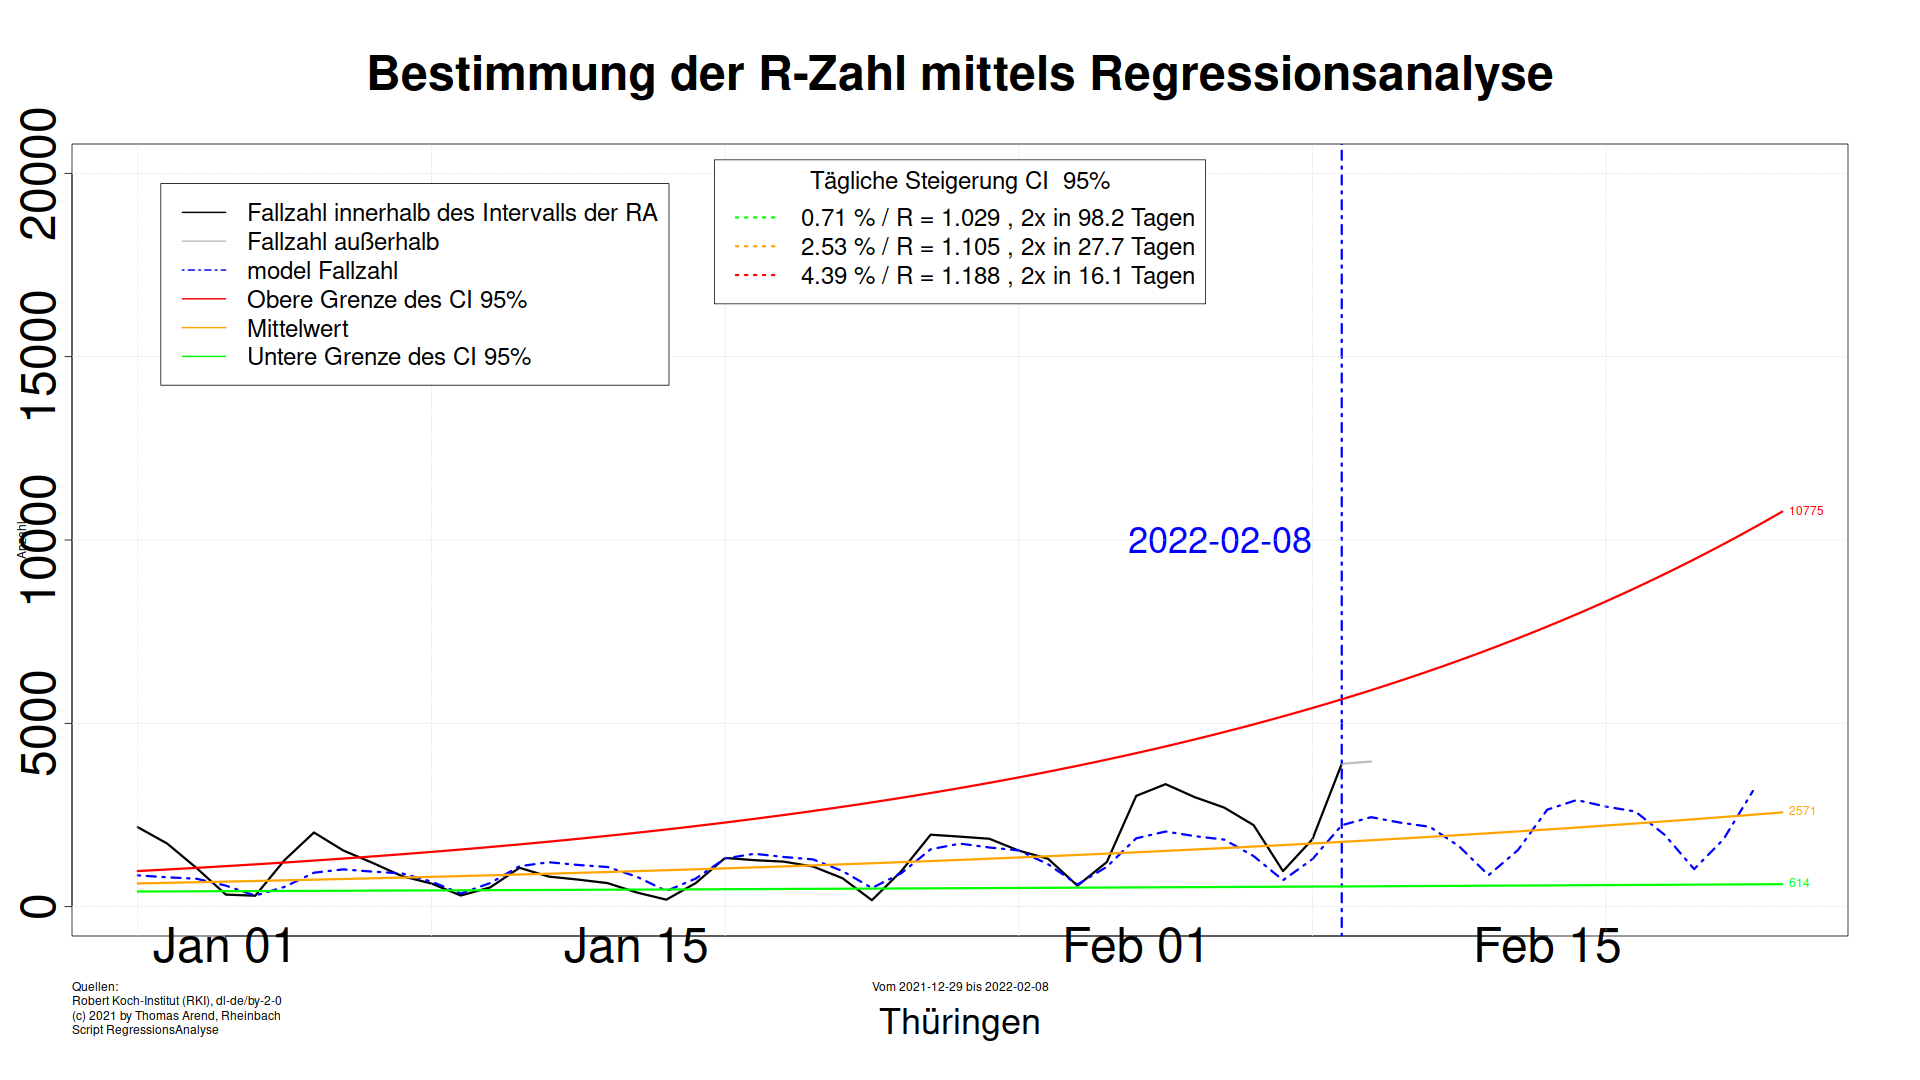 Bestimmung der R-Zahl mittels Regressionsanalyse
Fallzahl innerhalb des Intervalls der RA
Fallzahl außerhalb
model Fallzahl
Obere Grenze des CI 95%
Mittelwert
Untere Grenze des CI 95%
Tägliche Steigerung CI 95%
0.71 % / R = 1.029 , 2x in 98.2 Tagen
2.53 % / R = 1.105 , 2x in 27.7 Tagen
4.39 % / R = 1.188 , 2x in 16.1 Tagen
20000
15000
10000
5000
0
Anzahl
2022-02-08
10775
2571
614
Jan 01
Jan 15
Feb 01
Feb 15
Quellen:
Robert Koch-Institut (RKI), dl-de/by-2-0
(c) 2021 by Thomas Arend, Rheinbach
Script RegressionsAnalyse
Vom 2021-12-29 bis 2022-02-08
Thüringen